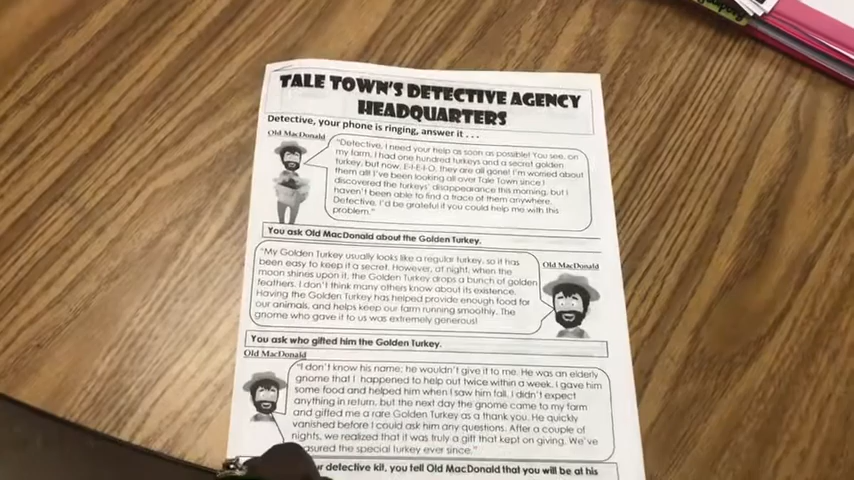 TALE TOWN'S DETECTIVE AGENCY
HEADQUARTERS
Detective, your phone is ringing, answer it . . .
Old MacDonald
"Detective, I need your help as soon as possible! You see, on
my farm, I had one hundred turkeys and a secret golden
turkey, but now, E-I-E-I-O, they are all gone! I'm worried about
them all! I've been looking all over Tale Town since I
discovered the turkeys' disappearance this morning, but I
haven't been able to find a trace of them anywhere.
Detective, I'd be grateful if you could help me with this
problem."
You ask Old MacDonald about the Golden Turkey.
"My Golden Turkey usually looks like a regular turkey, so it has
been easy to keep it a secret. However, at night, when the
moon shines upon it, the Golden Turkey drops a bunch of golden
feathers. I don't think many others know about its existence.
Having the Golden Turkey has helped provide enough food for
our animals, and helps keep our farm running smoothly. The
gnome who gave it to us was extremely generous!
Old MacDonald
You ask who gifted him the Golden Turkey.
Old MacDonald
"I don't know his name; he wouldn't give it to me. He was an elderly
gnome that I happened to help out twice within a week. I gave him
some food and helped him when I saw him fall. I didn't expect
anything in return, but the next day the gnome came to my farm
and gifted me a rare Golden Turkey as a thank you. He quickly
vanished before I could ask him any questions. After a couple of
nights, we realized that it was truly a gift that kept on giving. We've
asured the special turkey ever since."
r detective kit, you tell Old MacDonald that you will be at his